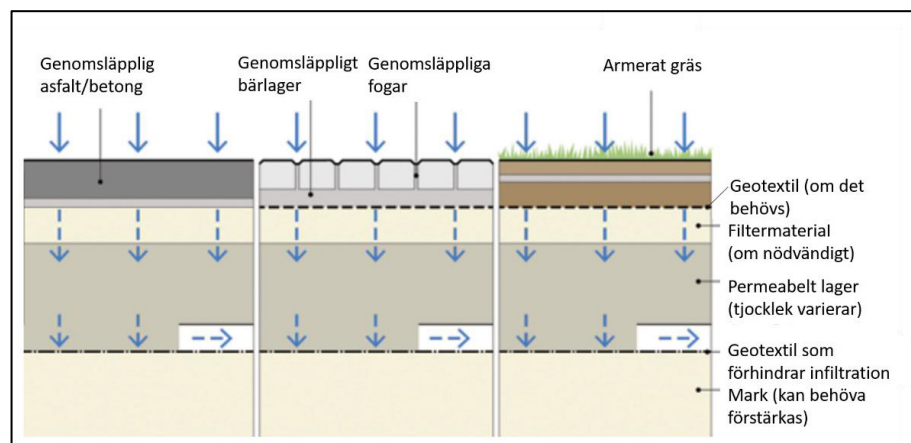 Genomsläpplig
asfalt/betong
Genomsläppligt
bärlager
Genomsläppliga
fogar
Armerat gräs
Geotextil (om det
behövs)
Filtermaterial
(om nödvändigt)
Permeabelt lager
(tjocklek varierar)
Geotextil som
förhindrar infiltration
Mark (kan behöva
förstärkas)